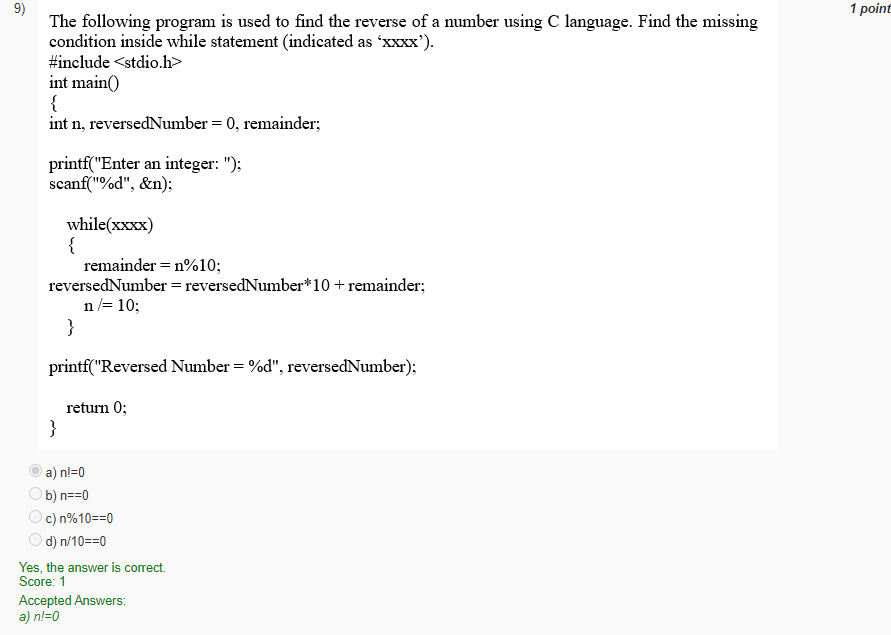 9)
1 point
The following program is used to find the reverse of a number using C language. Find the missing
condition inside while statement (indicated as ‘xxxx’).
#include <stdio.h>
int main()
{
int n, reversedNumber = 0, remainder;
printf("Enter an integer: ");
scanf("%d", &n);
while(xxxx)
{
remainder = n%10;
reversedNumber = reversedNumber*10 + remainder;
n /= 10;
}
printf("Reversed Number = %d", reversedNumber);
return 0;
}
a) n!=0
b) n==0
c) n%10==0
d) n/10==0
Yes, the answer is correct.
Score: 1
Accepted Answers:
a) n!=0